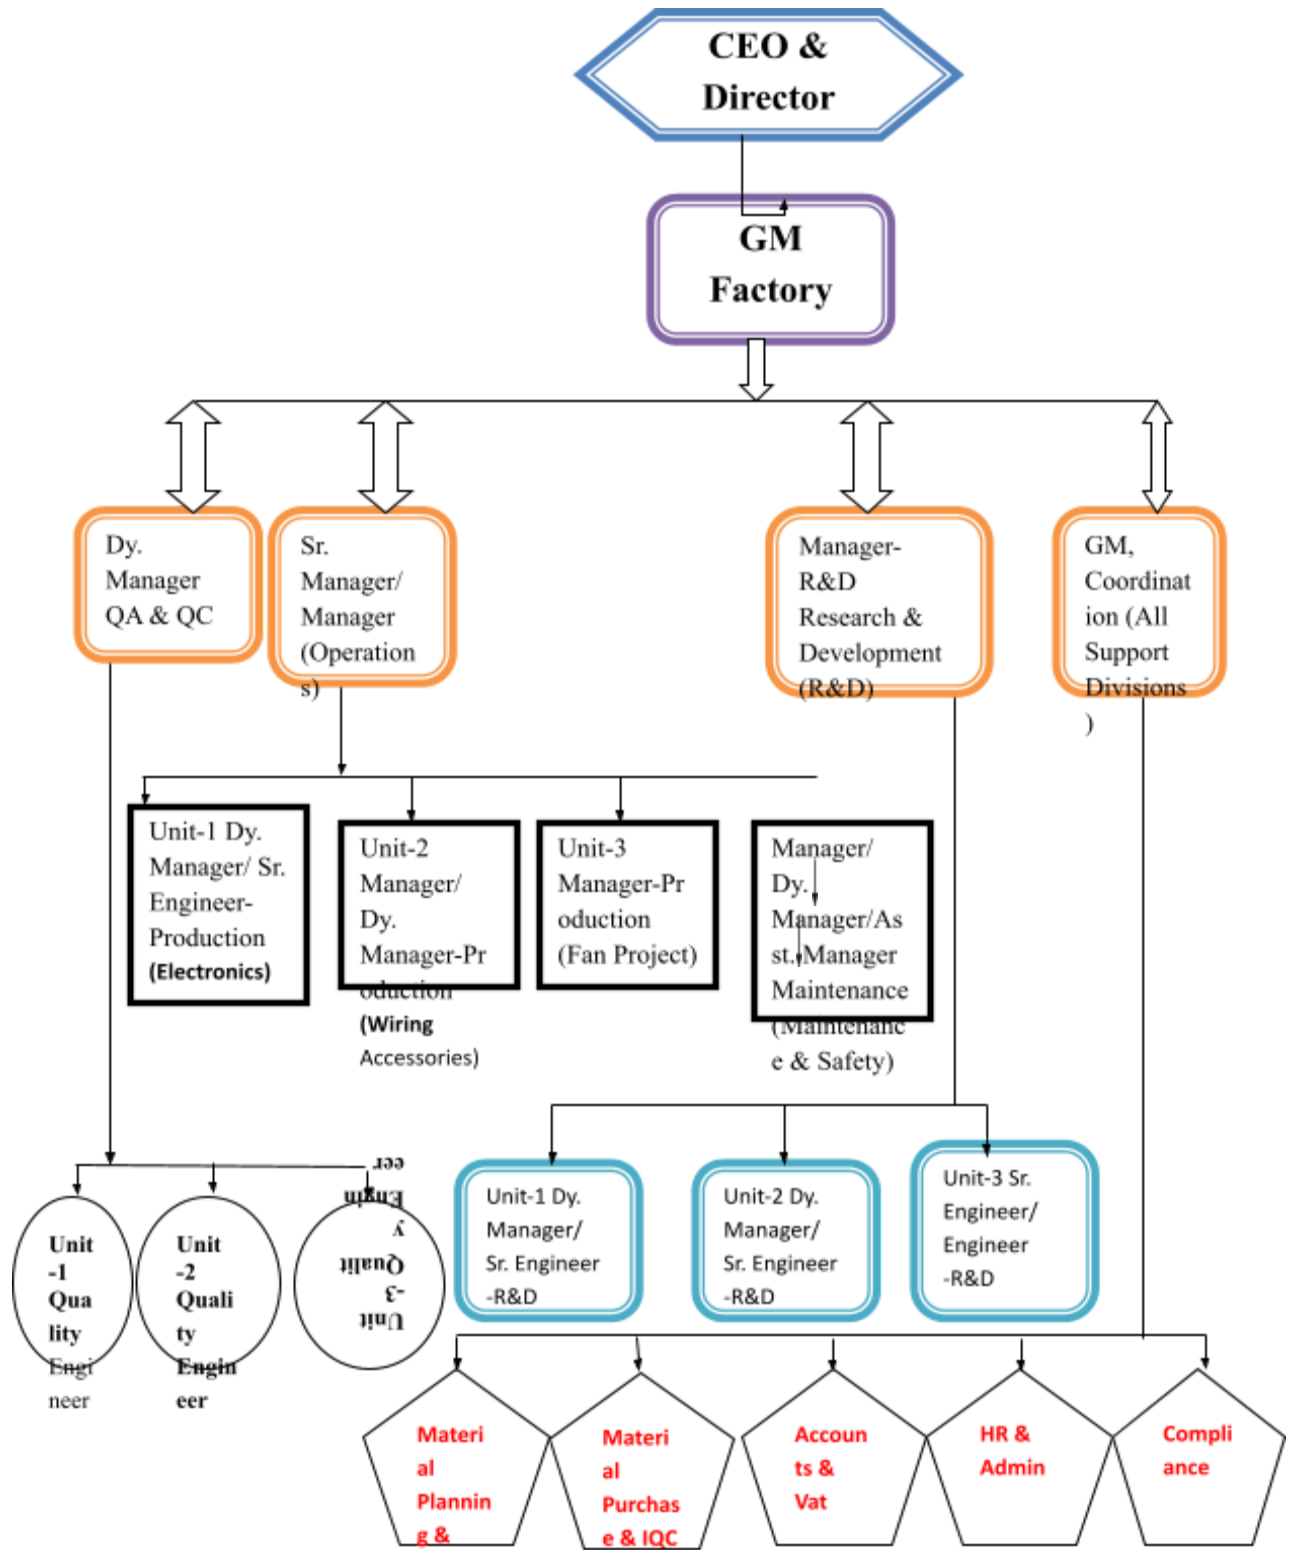 CEO &
Director
GM
Factory
Dy.
Manager
QA & QC
Sr.
Manager/
Manager
(Operation
s)
Manager-
R&D
Research &
Development
(R&D)
GM,
Coordinat
ion (All
Support
Divisions
)
Unit-1 Dy.
Manager/ Sr.
Engineer-
Production
(Electronics)
Unit-2
Manager/
Dy.
Manager-Pr
oduction
(Wiring
Accessories)
Unit-3
Manager-Pr
oduction
(Fan Project)
Manager/
Dy.
Manager/As
st. Manager
Maintenance
(Maintenanc
e & Safety)
Unit
-1
Qua
lity
Engi
neer
Unit
-2
Quali
ty
Engin
eer
Unit
-3
Qualit
y
Engin
eer
Unit-1 Dy.
Manager/
Sr. Engineer
-R&D
Unit-2 Dy.
Manager/
Sr. Engineer
-R&D
Unit-3 Sr.
Engineer/
Engineer
-R&D
Materi
al
Plannin
g &
Materi
al
Purchas
e & IQC
Accoun
ts &
Vat
HR &
Admin
Compli
ance